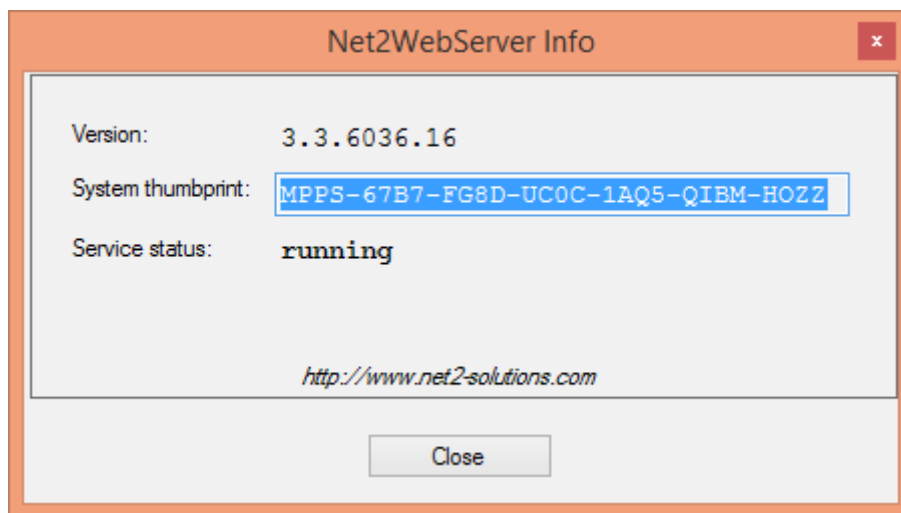 Net2WebServer Info
x
Version: 3.3.6036.16
System thumbprint: MPPS-67B7-FG8D-UC0C-1AQ5-QIBM-HOZZ
Service status: running
http://www.net2-solutions.com
Close